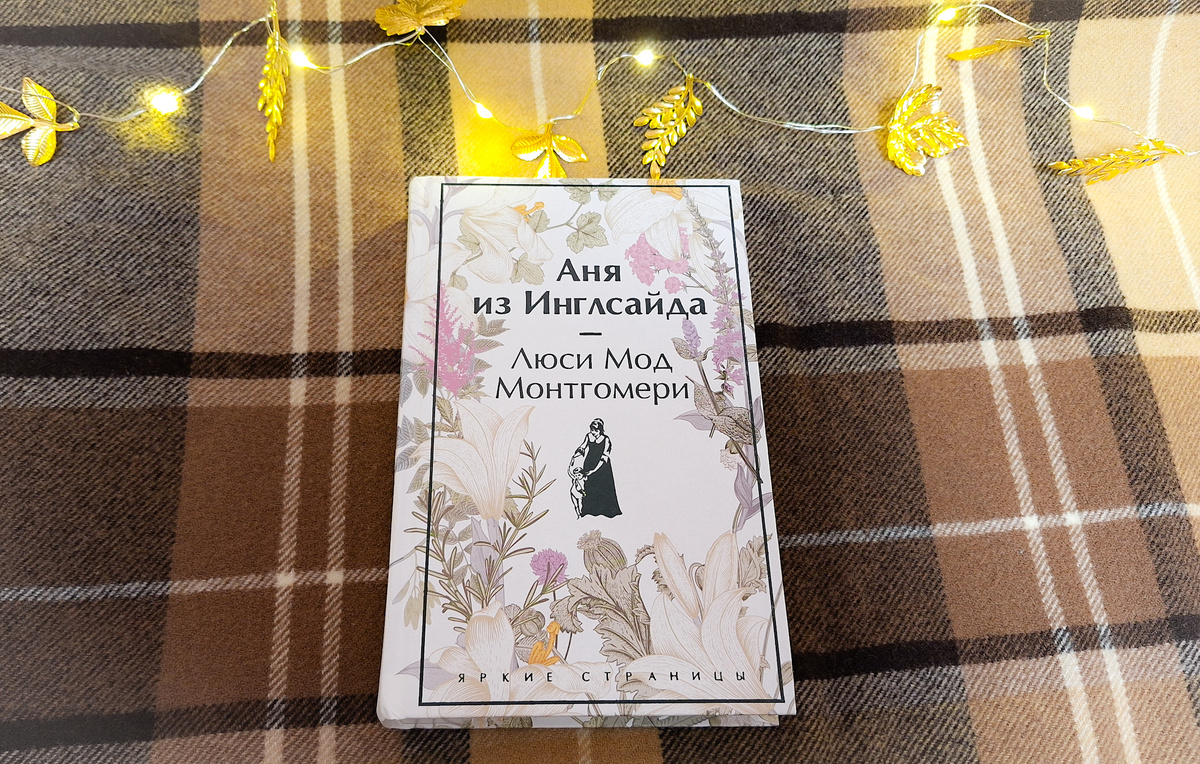 Аня
из Инглсайда
—
Люси Мод
Монтгомери
ЯРКИЕ СТРАНИЦЫ